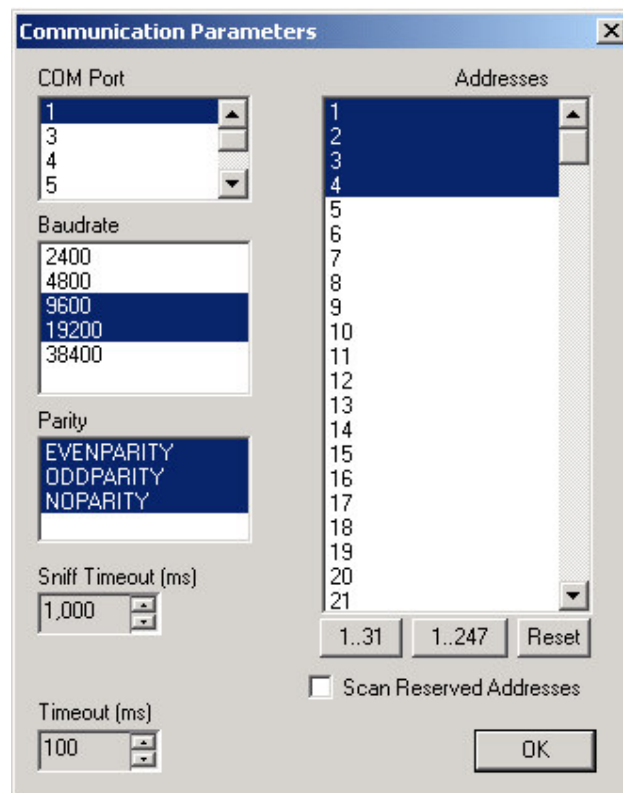 Communication Parameters
COM Port
1
3
4
5
Baudrate
2400
4800
9600
19200
38400
Parity
EVENPARITY
ODDPARITY
NOPARITY
Sniff Timeout (ms)
1,000
Timeout (ms)
100
Addresses
1
2
3
4
5
6
7
8
9
10
11
12
13
14
15
16
17
18
19
20
21
1..31 1..247 Reset
Scan Reserved Addresses
OK